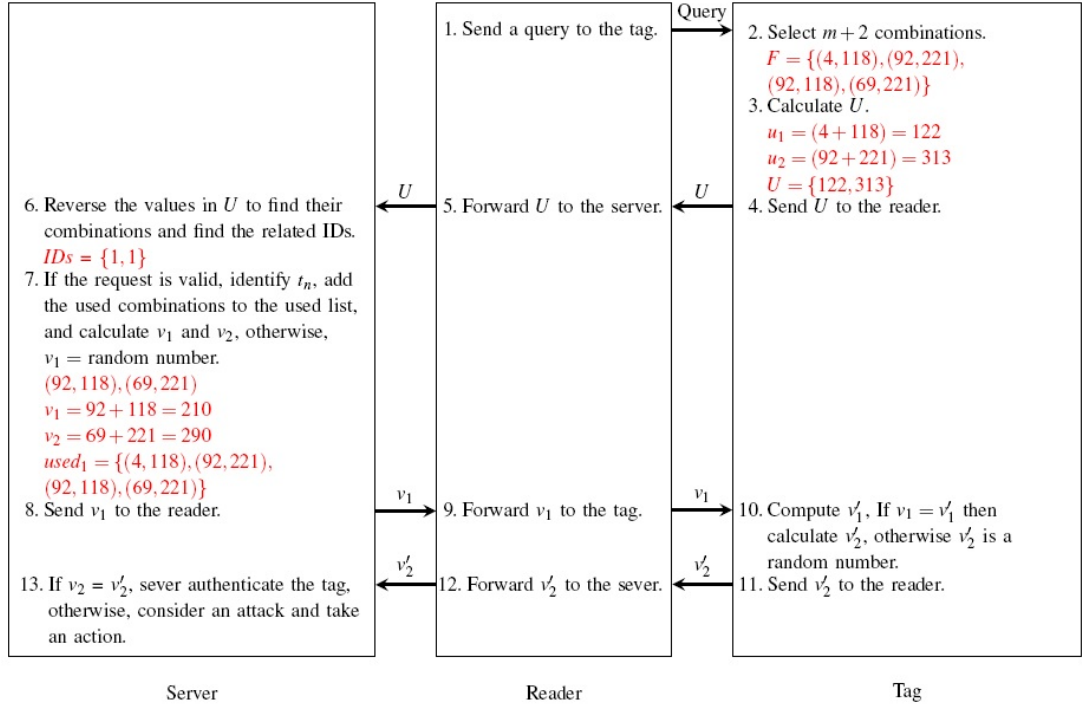 Query
1. Send a query to the tag.
2. Select m + 2 combinations.
F = {(4,118),(92,221),
(92,118),(69,221)}
3. Calculate U.
u₁ = (4+118) = 122
u₂ = (92+221) = 313
U = {122,313}
4. Send U to the reader.
U
5. Forward U to the server.
U
6. Reverse the values in U to find their
combinations and find the related IDs.
IDs = {1,1}
7. If the request is valid, identify tₙ, add
the used combinations to the used list,
and calculate v₁ and v₂, otherwise,
v₁ = random number.
(92,118),(69,221)
v₁ = 92+118 = 210
v₂ = 69+221 = 290
used₁ = {(4,118),(92,221),
(92,118),(69,221)}
8. Send v₁ to the reader.
v₁
9. Forward v₁ to the tag.
v₁
10. Compute v′₁, If v₁ = v′₁ then
calculate v′₂, otherwise v′₂ is a
random number.
11. Send v′₂ to the reader.
v′₂
12. Forward v′₂ to the sever.
v′₂
13. If v₂ = v′₂, sever authenticate the tag,
otherwise, consider an attack and take
an action.
Server
Reader
Tag